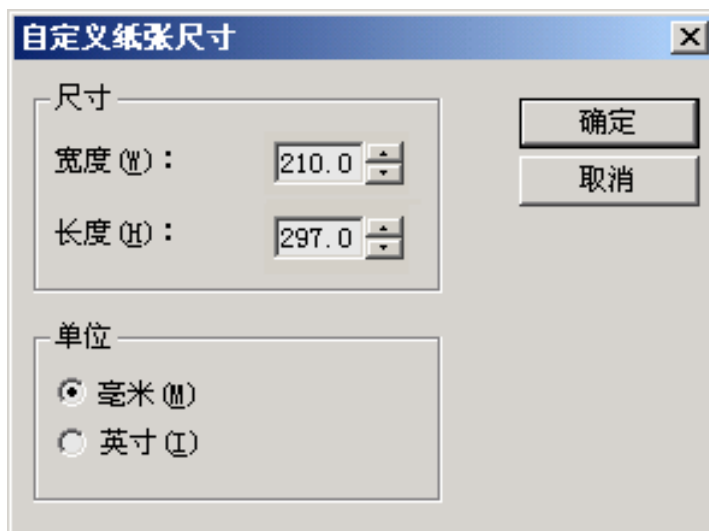 自定义纸张尺寸
尺寸
宽度(W)： 210.0
长度(H)： 297.0
确定
取消
单位
毫米(M)
英寸(I)